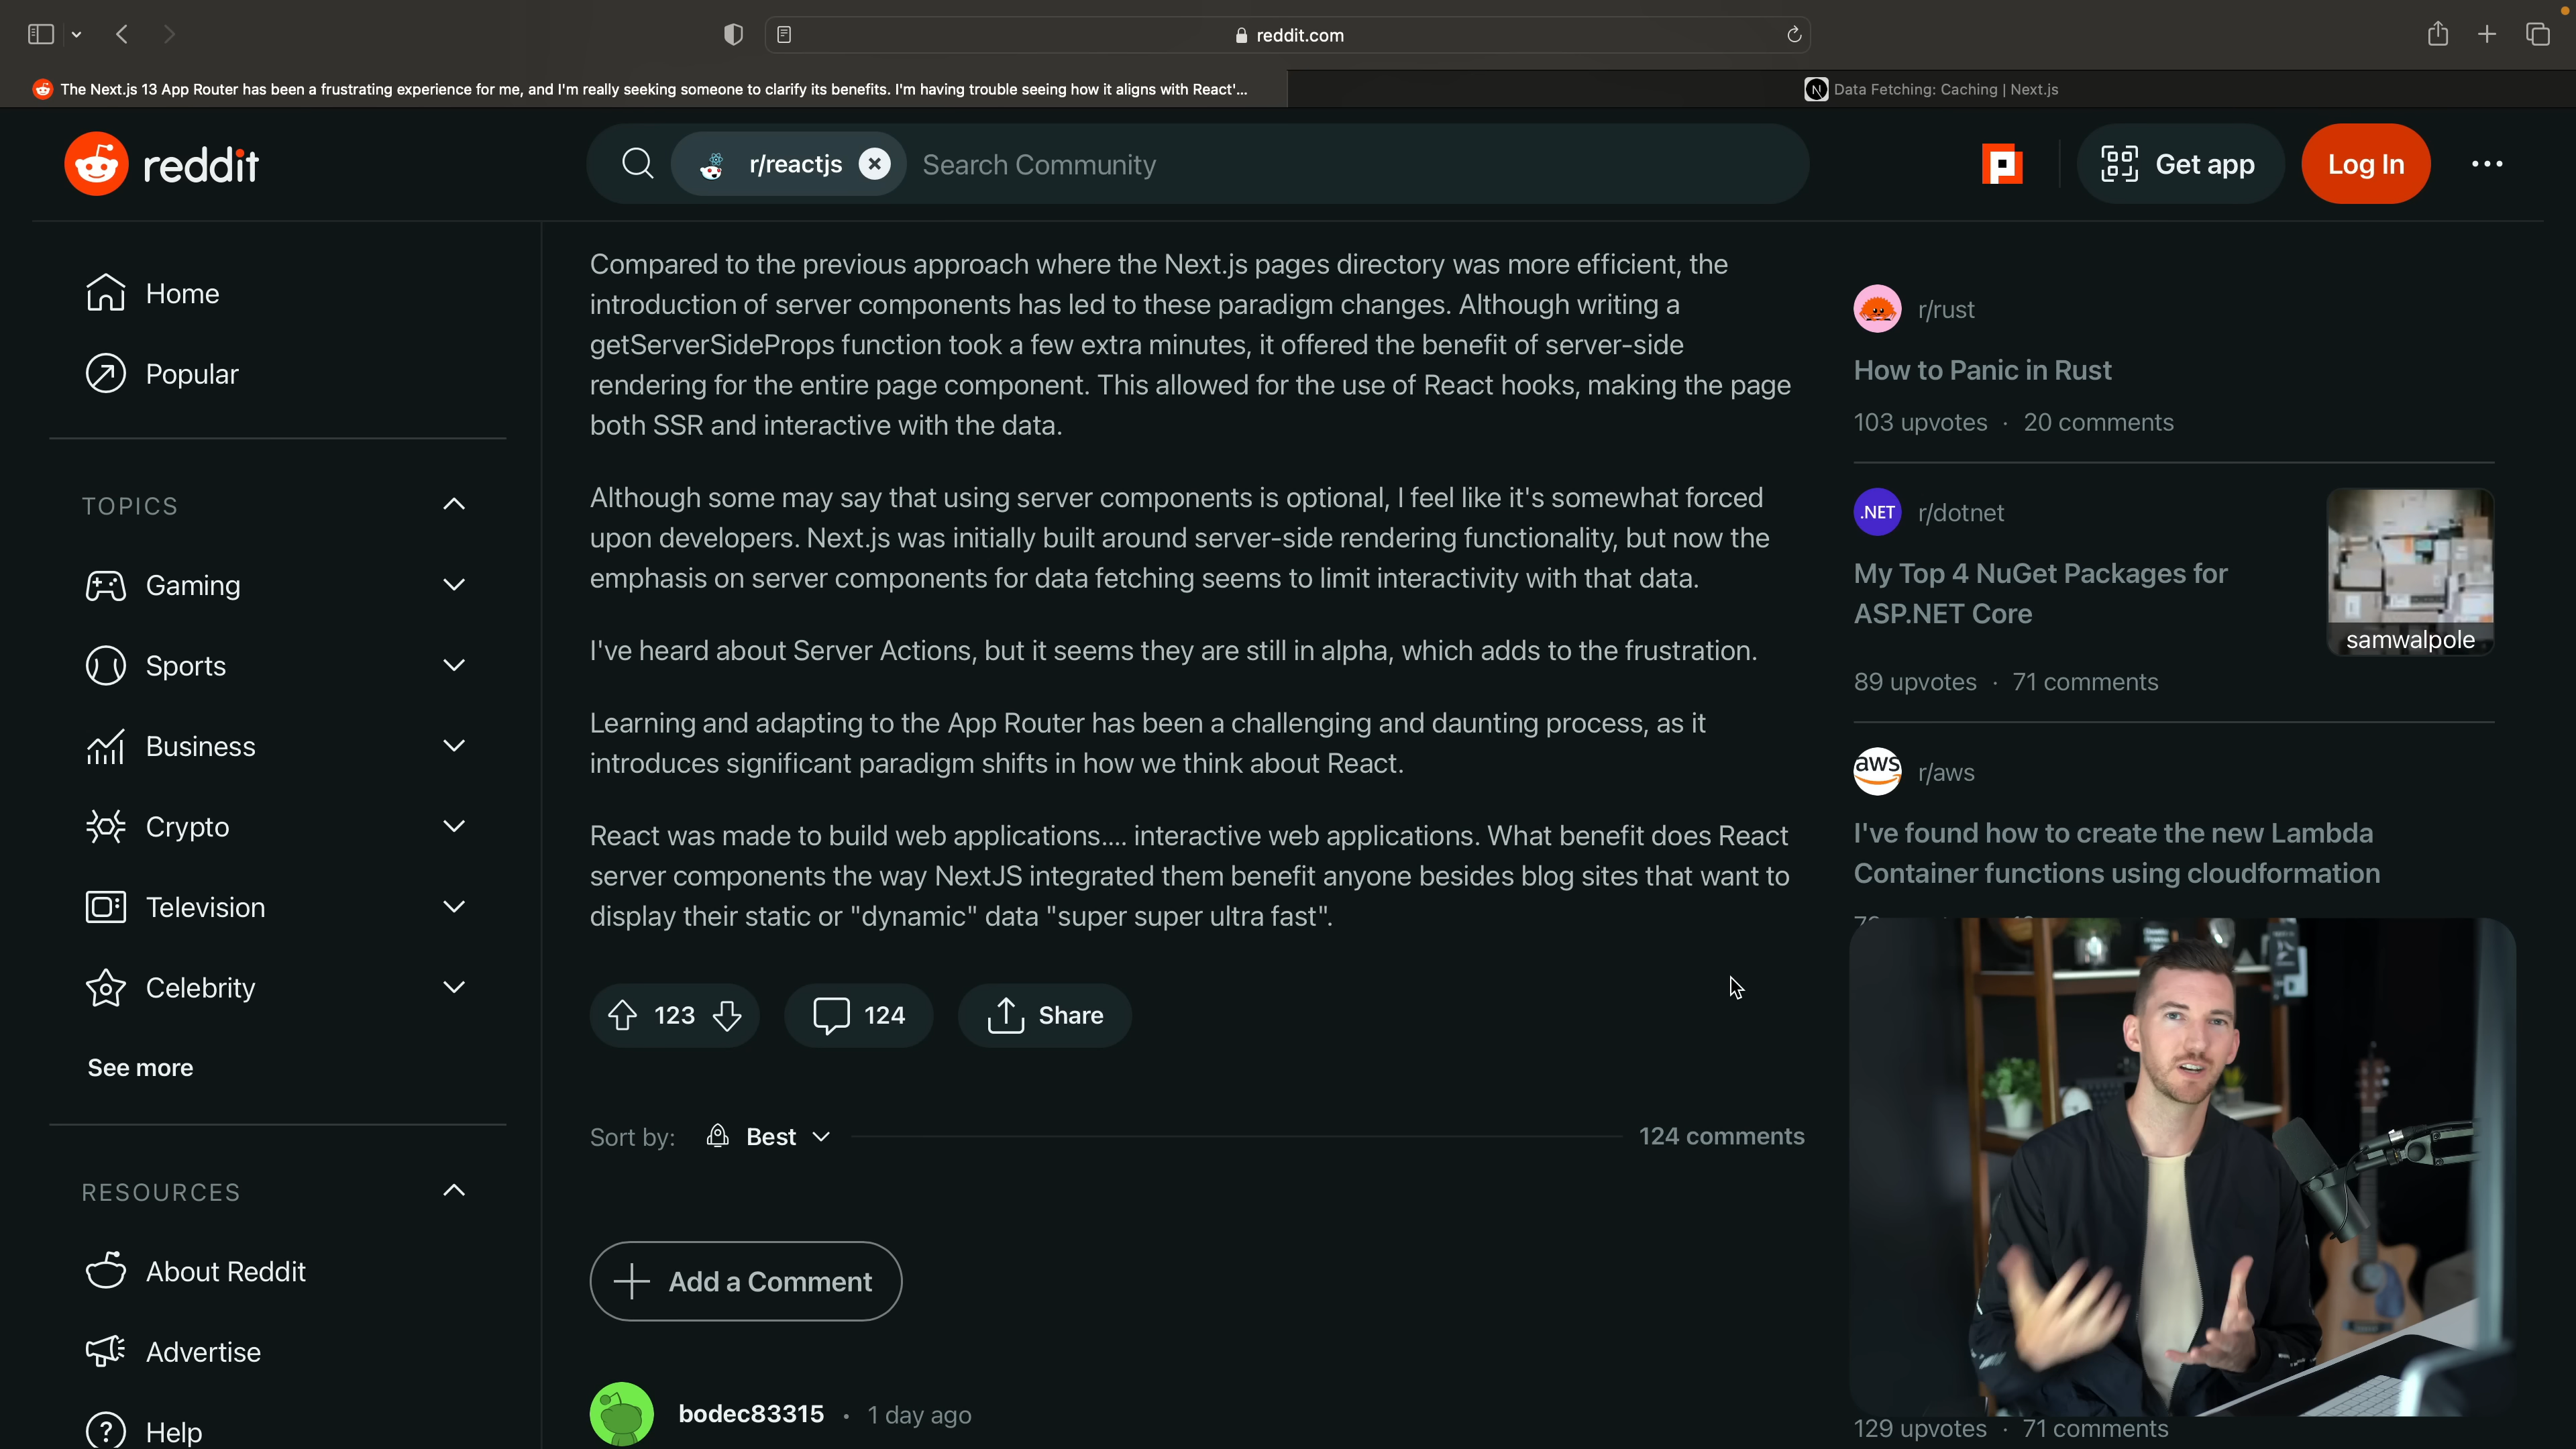 reddit.com
The Next.js 13 App Router has been a frustrating experience for me, and I'm really seeking someone to clarify its benefits. I'm having trouble seeing how it aligns with React'...
Data Fetching: Caching | Next.js
reddit
r/reactjs
Search Community
Get app
Log In
Home
Popular
TOPICS
Gaming
Sports
Business
Crypto
Television
Celebrity
See more
RESOURCES
About Reddit
Advertise
Help
Compared to the previous approach where the Next.js pages directory was more efficient, the
introduction of server components has led to these paradigm changes. Although writing a
getServerSideProps function took a few extra minutes, it offered the benefit of server-side
rendering for the entire page component. This allowed for the use of React hooks, making the page
both SSR and interactive with the data.
Although some may say that using server components is optional, I feel like it's somewhat forced
upon developers. Next.js was initially built around server-side rendering functionality, but now the
emphasis on server components for data fetching seems to limit interactivity with that data.
I've heard about Server Actions, but it seems they are still in alpha, which adds to the frustration.
Learning and adapting to the App Router has been a challenging and daunting process, as it
introduces significant paradigm shifts in how we think about React.
React was made to build web applications.... interactive web applications. What benefit does React
server components the way NextJS integrated them benefit anyone besides blog sites that want to
display their static or "dynamic" data "super super ultra fast".
123
124
Share
Sort by:
Best
124 comments
Add a Comment
bodec83315 · 1 day ago
r/rust
How to Panic in Rust
103 upvotes · 20 comments
.NET
r/dotnet
My Top 4 NuGet Packages for
ASP.NET Core
samwalpole
89 upvotes · 71 comments
aws
r/aws
I've found how to create the new Lambda
Container functions using cloudformation
129 upvotes · 71 comments